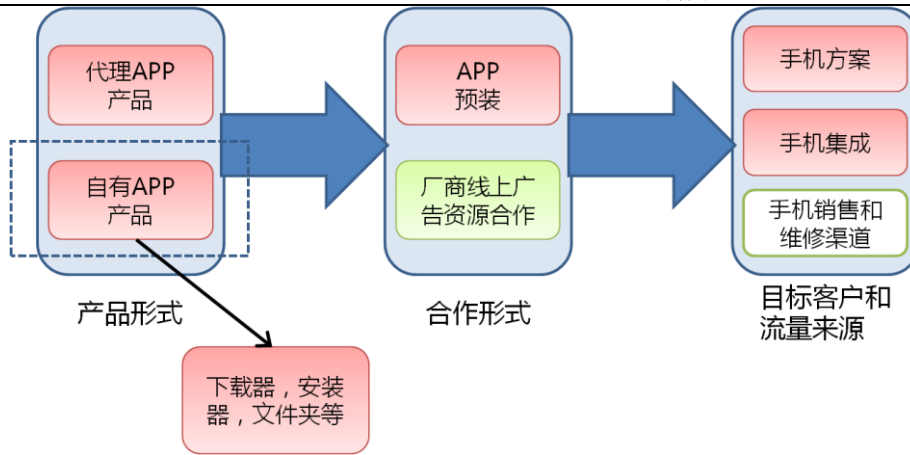 代理APP
产品
自有APP
产品
产品形式
下载器，安装
器，文件夹等
APP
预装
厂商线上广
告资源合作
合作形式
手机方案
手机集成
手机销售和
维修渠道
目标客户和
流量来源